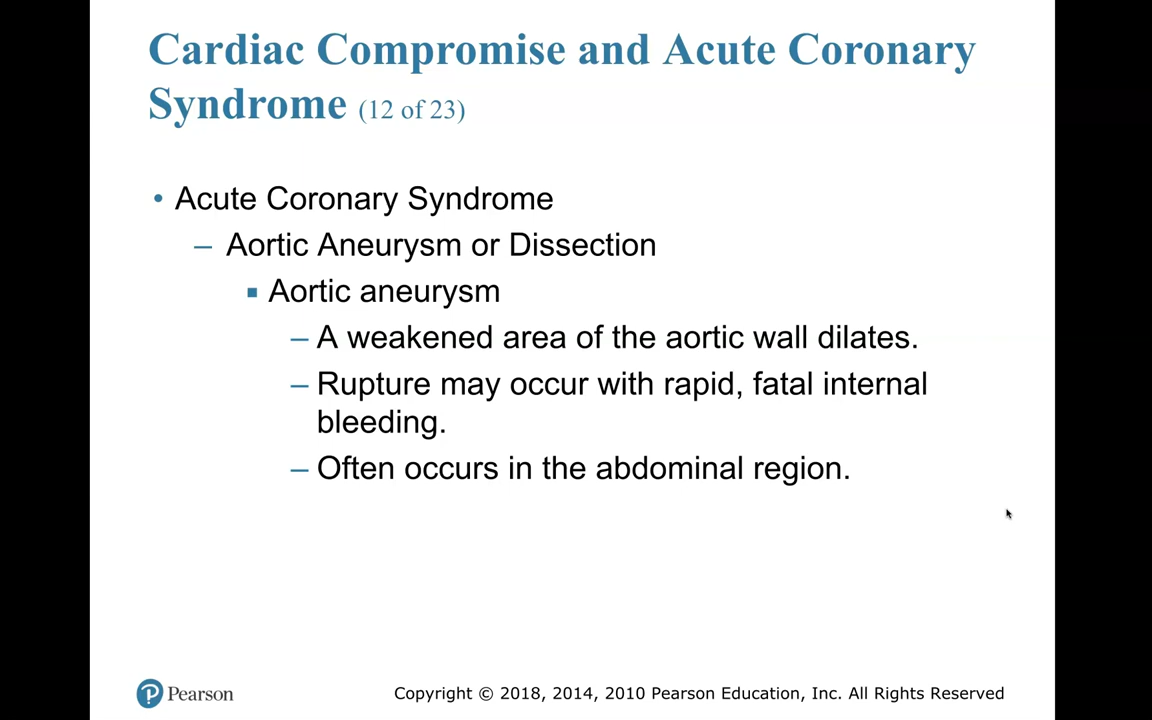 Cardiac Compromise and Acute Coronary
Syndrome (12 of 23)
• Acute Coronary Syndrome
– Aortic Aneurysm or Dissection
▪ Aortic aneurysm
– A weakened area of the aortic wall dilates.
– Rupture may occur with rapid, fatal internal
bleeding.
– Often occurs in the abdominal region.
P Pearson
Copyright © 2018, 2014, 2010 Pearson Education, Inc. All Rights Reserved